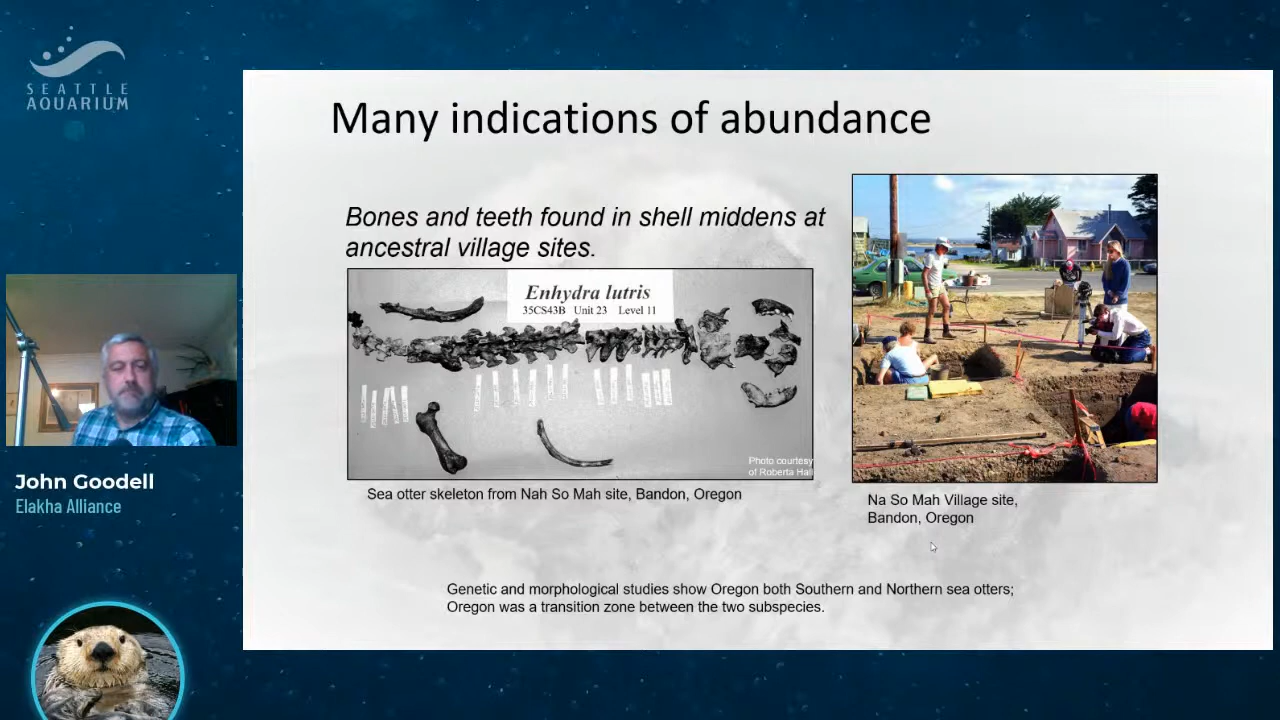 SEATTLE
AQUARIUM
Many indications of abundance
Bones and teeth found in shell middens at
ancestral village sites.
Enhydra lutris
35CS43B Unit 23 Level 11
Photo courtesy
of Roberta Hall
Sea otter skeleton from Nah So Mah site, Bandon, Oregon
Na So Mah Village site,
Bandon, Oregon
Genetic and morphological studies show Oregon both Southern and Northern sea otters;
Oregon was a transition zone between the two subspecies.
John Goodell
Elakha Alliance